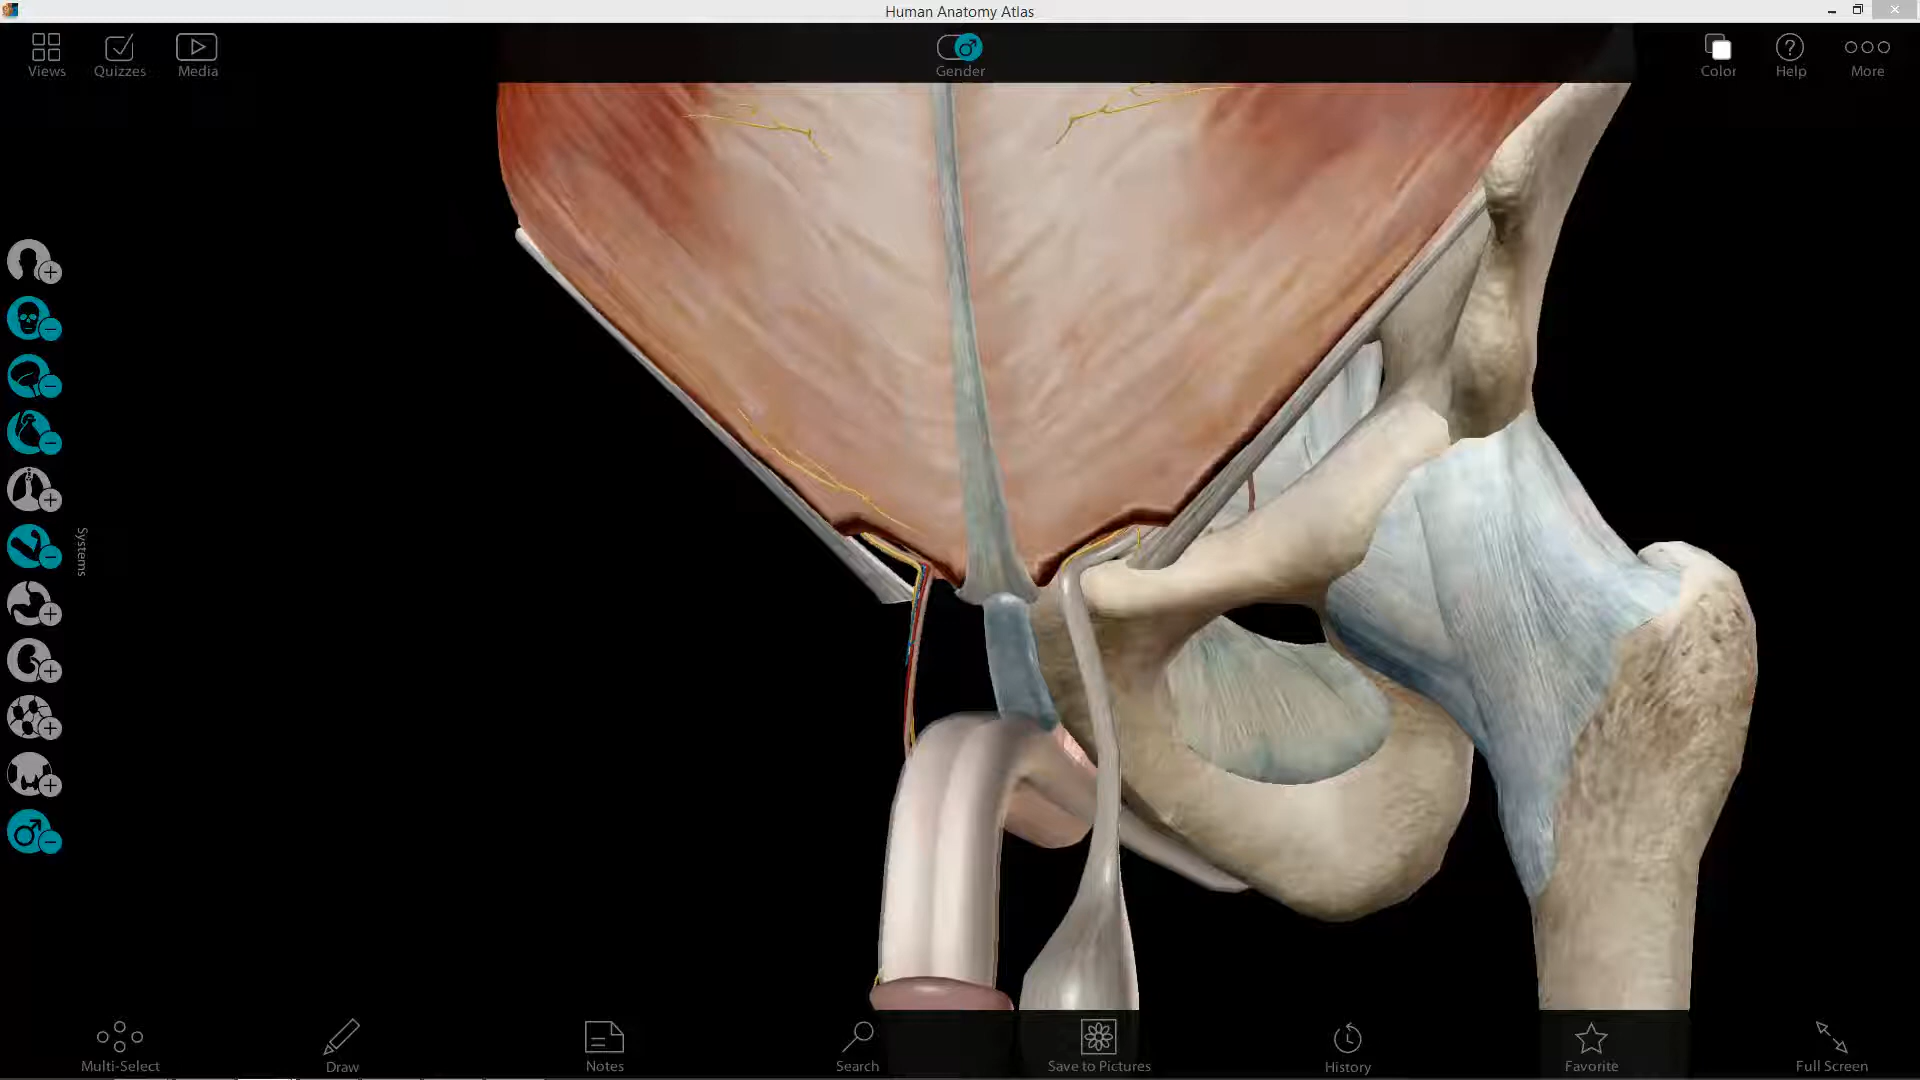 Human Anatomy Atlas
Views
Quizzes
Media
Gender
Color
Help
More
Systems
Multi-Select
Draw
Notes
Search
Save to Pictures
History
Favorite
Full Screen